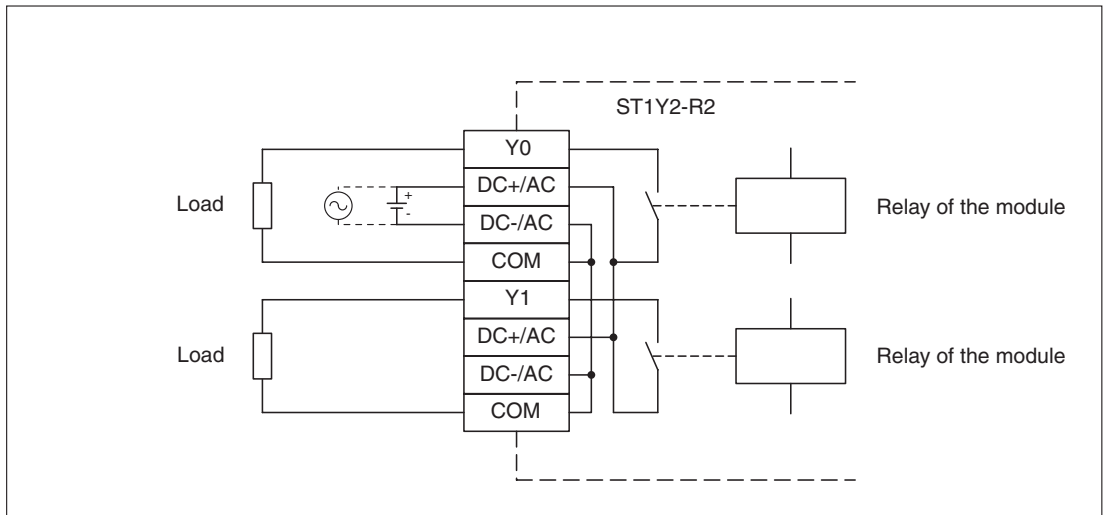 ST1Y2-R2
Y0
DC+/AC
+
-
Load
Relay of the module
DC-/AC
COM
Y1
DC+/AC
Load
Relay of the module
DC-/AC
COM